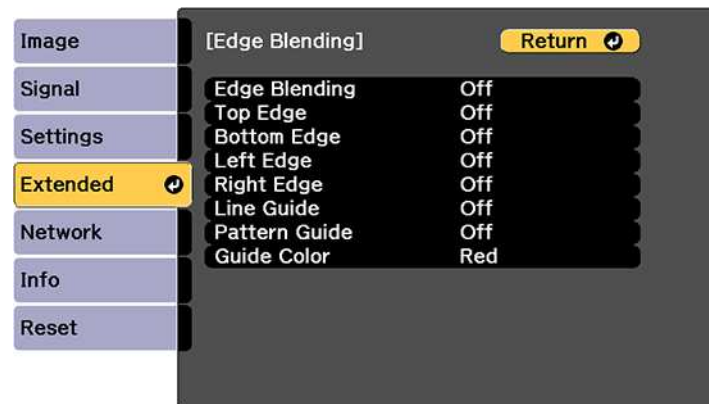 Image
Signal
Settings
Extended
Network
Info
Reset
[Edge Blending]
Return
Edge Blending Off
Top Edge Off
Bottom Edge Off
Left Edge Off
Right Edge Off
Line Guide Off
Pattern Guide Off
Guide Color Red